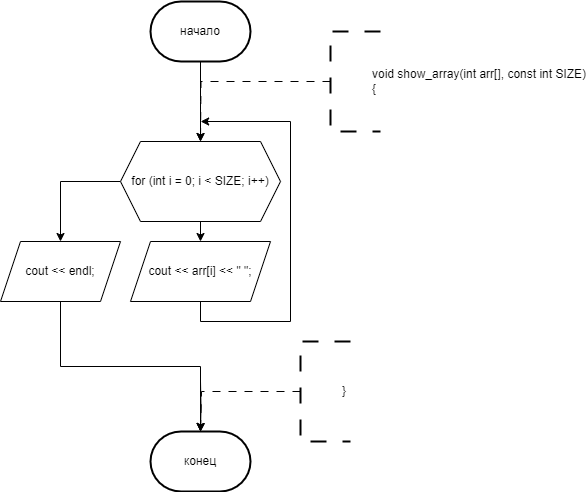 начало
void show_array(int arr[], const int SIZE)
{
for (int i = 0; i < SIZE; i++)
cout << endl;
cout << arr[i] << " ";
}
конец